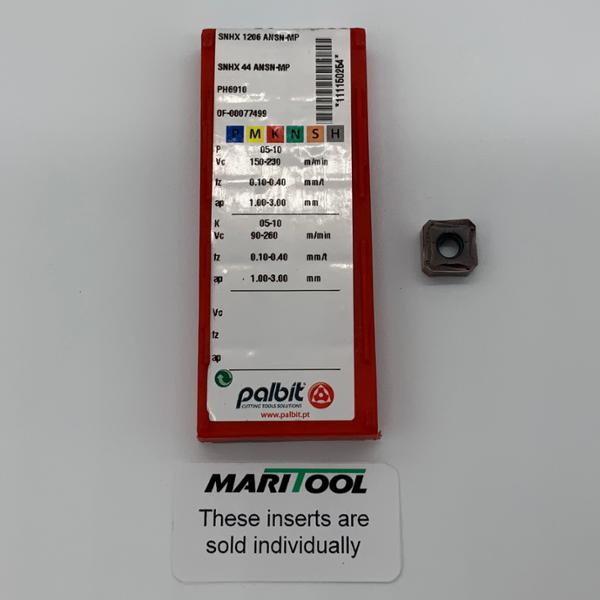 SNHX 1206 ANSN-MP
SNHX 44 ANSN-MP
PH6910
OF-00077499
*111150254*
P M K N S H
P 05-10
Vc 150-230 m/min
fz 0.10-0.40 mm/t
ap 1.00-3.00 mm
K 05-10
Vc 90-260 m/min
fz 0.10-0.40 mm/t
ap 1.00-3.00 mm
Vc
fz
ap
palbit
CUTTING TOOLS SOLUTIONS
www.palbit.pt
MARITOOL
These inserts are
sold individually